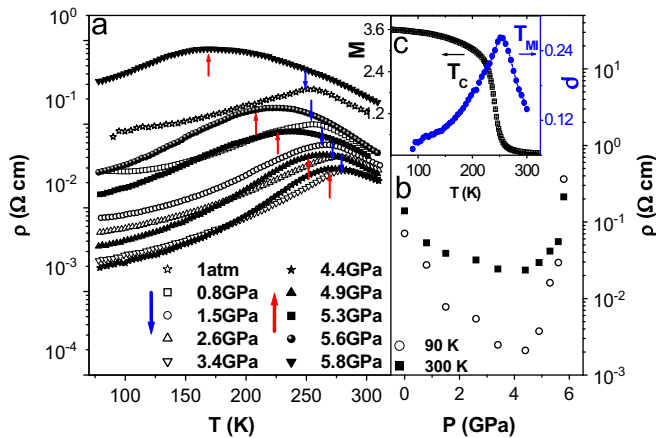 a
ρ (Ω cm)
10^0
10^-1
10^-2
10^-3
10^-4
100 150 200 250 300
T (K)
1atm
0.8GPa
1.5GPa
2.6GPa
3.4GPa
4.4GPa
4.9GPa
5.3GPa
5.6GPa
5.8GPa
c
M
3.6
2.4
1.2
T_C
T_MI
0.24
0.12
ρ
100 200 300
T (K)
b
90 K
300 K
0 2 4 6
P (GPa)
10^1
10^0
10^-1
10^-2
10^-3
ρ (Ω cm)